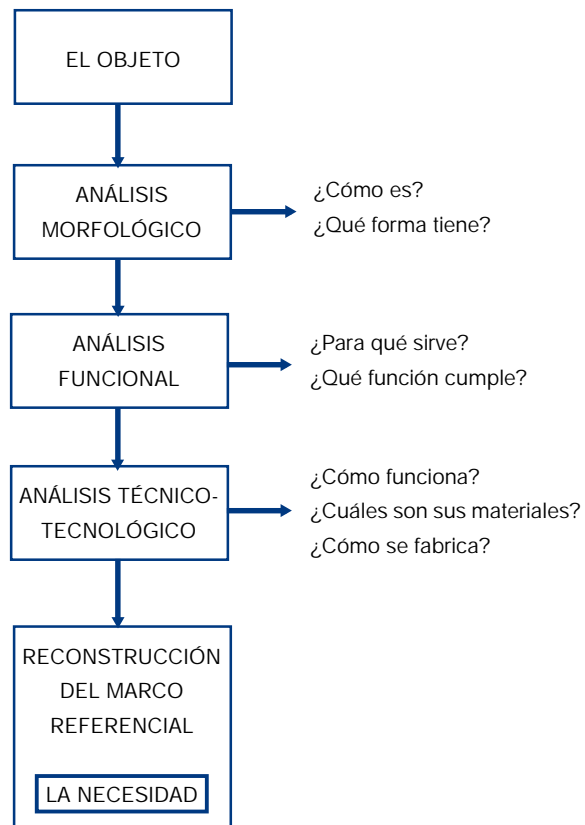 EL OBJETO
ANÁLISIS
MORFOLÓGICO
¿Cómo es?
¿Qué forma tiene?
ANÁLISIS
FUNCIONAL
¿Para qué sirve?
¿Qué función cumple?
ANÁLISIS TÉCNICO-
TECNOLÓGICO
¿Cómo funciona?
¿Cuáles son sus materiales?
¿Cómo se fabrica?
RECONSTRUCCIÓN
DEL MARCO
REFERENCIAL
LA NECESIDAD